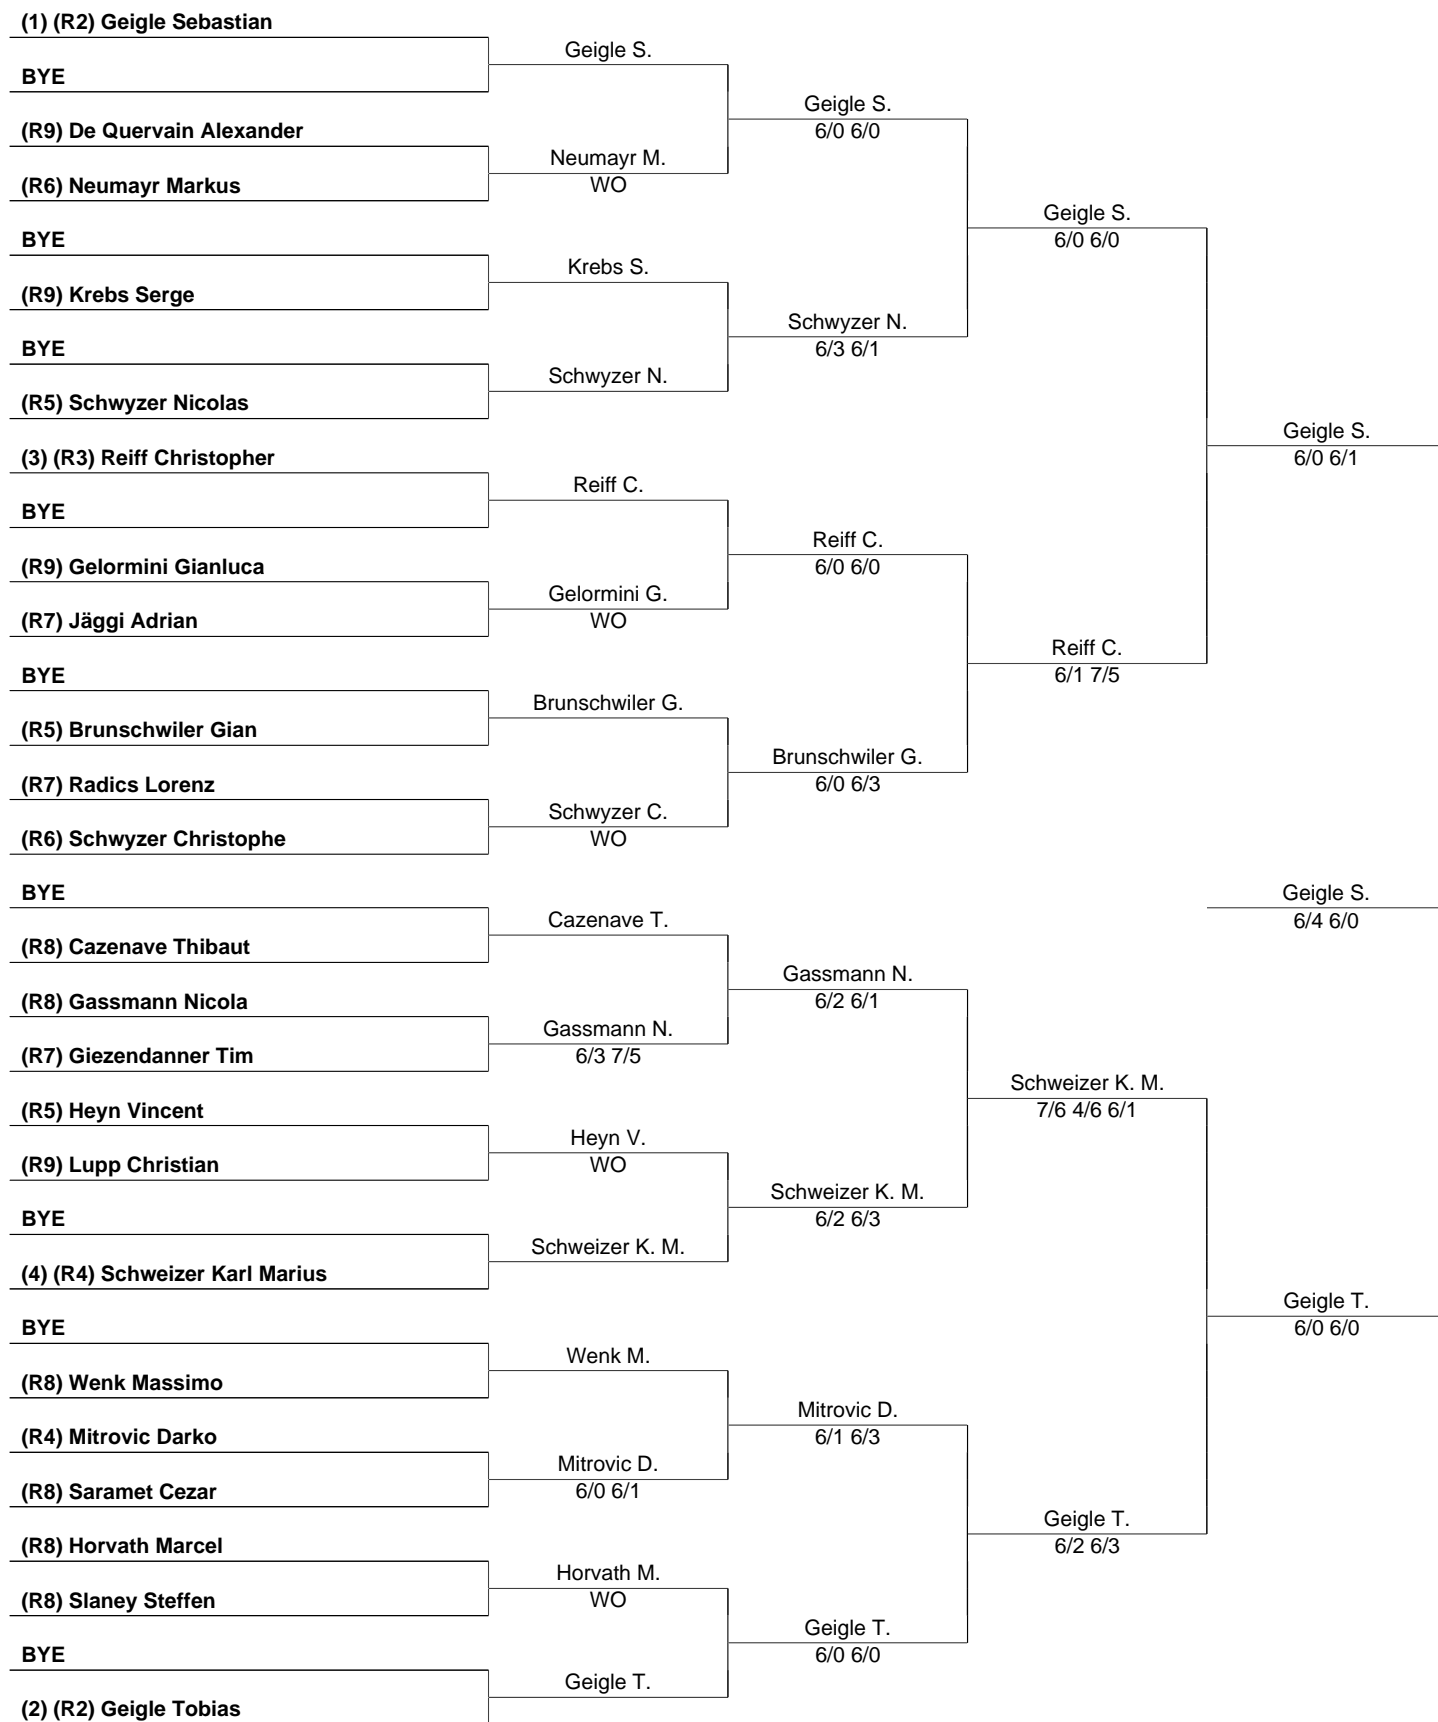 (1) (R2) Geigle Sebastian
BYE
(R9) De Quervain Alexander
(R6) Neumayr Markus
BYE
(R9) Krebs Serge
BYE
(R5) Schwyzer Nicolas
(3) (R3) Reiff Christopher
BYE
(R9) Gelormini Gianluca
(R7) Jäggi Adrian
BYE
(R5) Brunschwiler Gian
(R7) Radics Lorenz
(R6) Schwyzer Christophe
BYE
(R8) Cazenave Thibaut
(R8) Gassmann Nicola
(R7) Giezendanner Tim
(R5) Heyn Vincent
(R9) Lupp Christian
BYE
(4) (R4) Schweizer Karl Marius
BYE
(R8) Wenk Massimo
(R4) Mitrovic Darko
(R8) Saramet Cezar
(R8) Horvath Marcel
(R8) Slaney Steffen
BYE
(2) (R2) Geigle Tobias
Geigle S.
Neumayr M.
WO
Krebs S.
Schwyzer N.
Reiff C.
Gelormini G.
WO
Brunschwiler G.
Schwyzer C.
WO
Cazenave T.
Gassmann N.
6/3 7/5
Heyn V.
WO
Schweizer K. M.
Wenk M.
Mitrovic D.
6/0 6/1
Horvath M.
WO
Geigle T.
Geigle S.
6/0 6/0
Schwyzer N.
6/3 6/1
Reiff C.
6/0 6/0
Brunschwiler G.
6/0 6/3
Gassmann N.
6/2 6/1
Schweizer K. M.
6/2 6/3
Mitrovic D.
6/1 6/3
Geigle T.
6/0 6/0
Geigle S.
6/0 6/0
Reiff C.
6/1 7/5
Schweizer K. M.
7/6 4/6 6/1
Geigle T.
6/2 6/3
Geigle S.
6/0 6/1
Geigle S.
6/4 6/0
Geigle T.
6/0 6/0